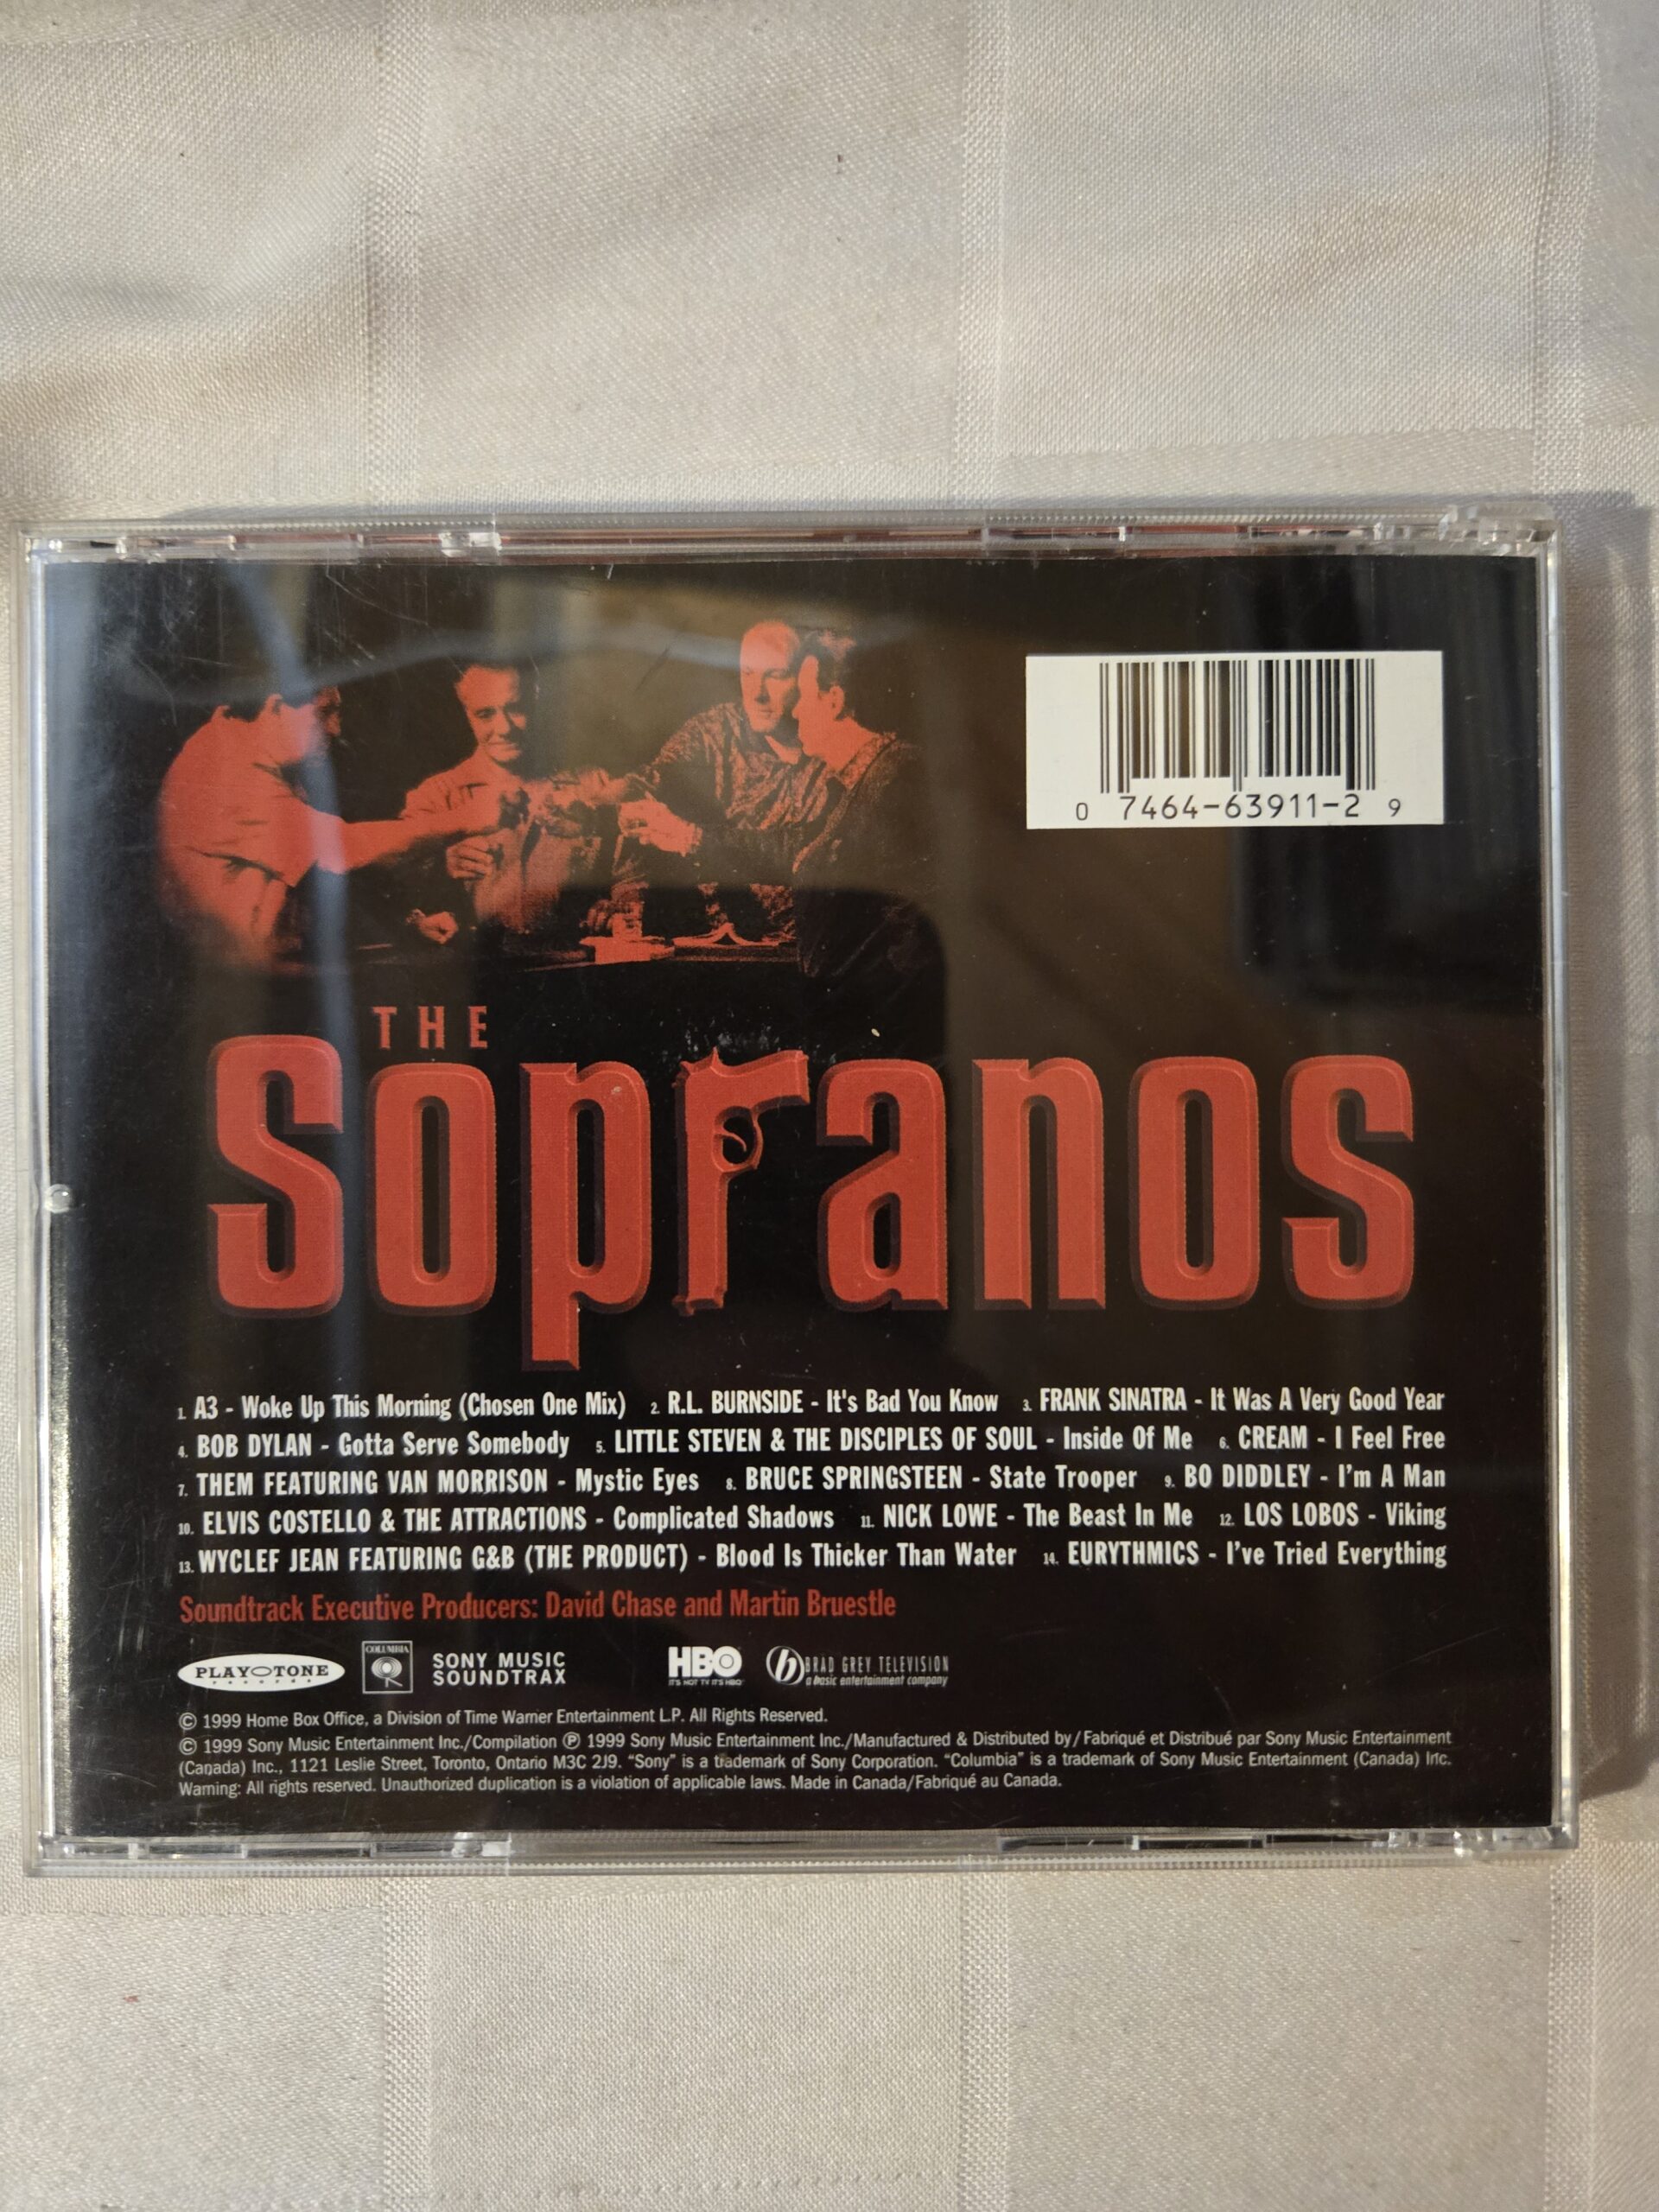 0 7464-63911-2 9
THE
Sopranos
1. A3 - Woke Up This Morning (Chosen One Mix) 2. R.L. BURNSIDE - It's Bad You Know 3. FRANK SINATRA - It Was A Very Good Year
4. BOB DYLAN - Gotta Serve Somebody 5. LITTLE STEVEN & THE DISCIPLES OF SOUL - Inside Of Me 6. CREAM - I Feel Free
7. THEM FEATURING VAN MORRISON - Mystic Eyes 8. BRUCE SPRINGSTEEN - State Trooper 9. BO DIDDLEY - I'm A Man
10. ELVIS COSTELLO & THE ATTRACTIONS - Complicated Shadows 11. NICK LOWE - The Beast In Me 12. LOS LOBOS - Viking
13. WYCLEF JEAN FEATURING G&B (THE PRODUCT) - Blood Is Thicker Than Water 14. EURYTHMICS - I've Tried Everything
Soundtrack Executive Producers: David Chase and Martin Bruestle
PLAY-TONE RECORDS COLUMBIA SONY MUSIC SOUNDTRAX HBO IT'S NOT TV IT'S HBO b BRAD GREY TELEVISION a basic entertainment company
© 1999 Home Box Office, a Division of Time Warner Entertainment L.P. All Rights Reserved.
© 1999 Sony Music Entertainment Inc./Compilation ℗ 1999 Sony Music Entertainment Inc./Manufactured & Distributed by/Fabriqué et Distribué par Sony Music Entertainment
(Canada) Inc., 1121 Leslie Street, Toronto, Ontario M3C 2J9. “Sony” is a trademark of Sony Corporation. “Columbia” is a trademark of Sony Music Entertainment (Canada) Inc.
Warning: All rights reserved. Unauthorized duplication is a violation of applicable laws. Made in Canada/Fabriqué au Canada.